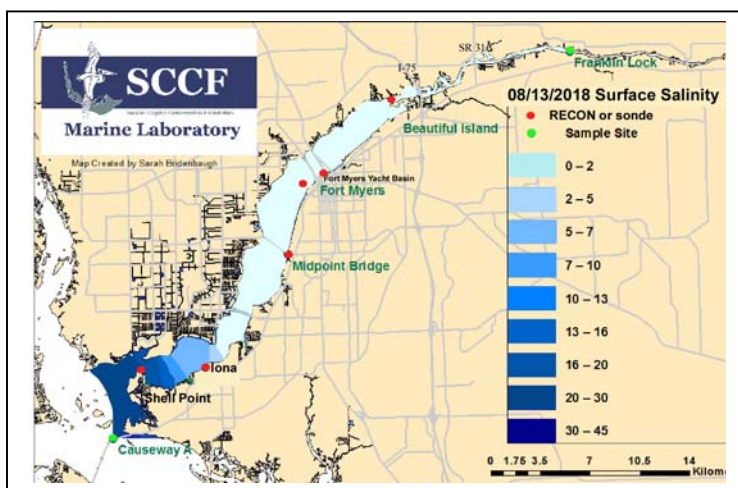 SCCF
Marine Laboratory
Map Created by Sarah Bridenbaugh
I-75
SR 31
Franklin Lock
Beautiful Island
Fort Myers Yacht Basin
Fort Myers
Midpoint Bridge
Iona
Shell Point
Causeway A
08/13/2018 Surface Salinity
RECON or sonde
Sample Site
0 – 2
2 – 5
5 – 7
7 – 10
10 – 13
13 – 16
16 – 20
20 – 30
30 – 45
0 1.75 3.5 7 10.5 14
Kilome